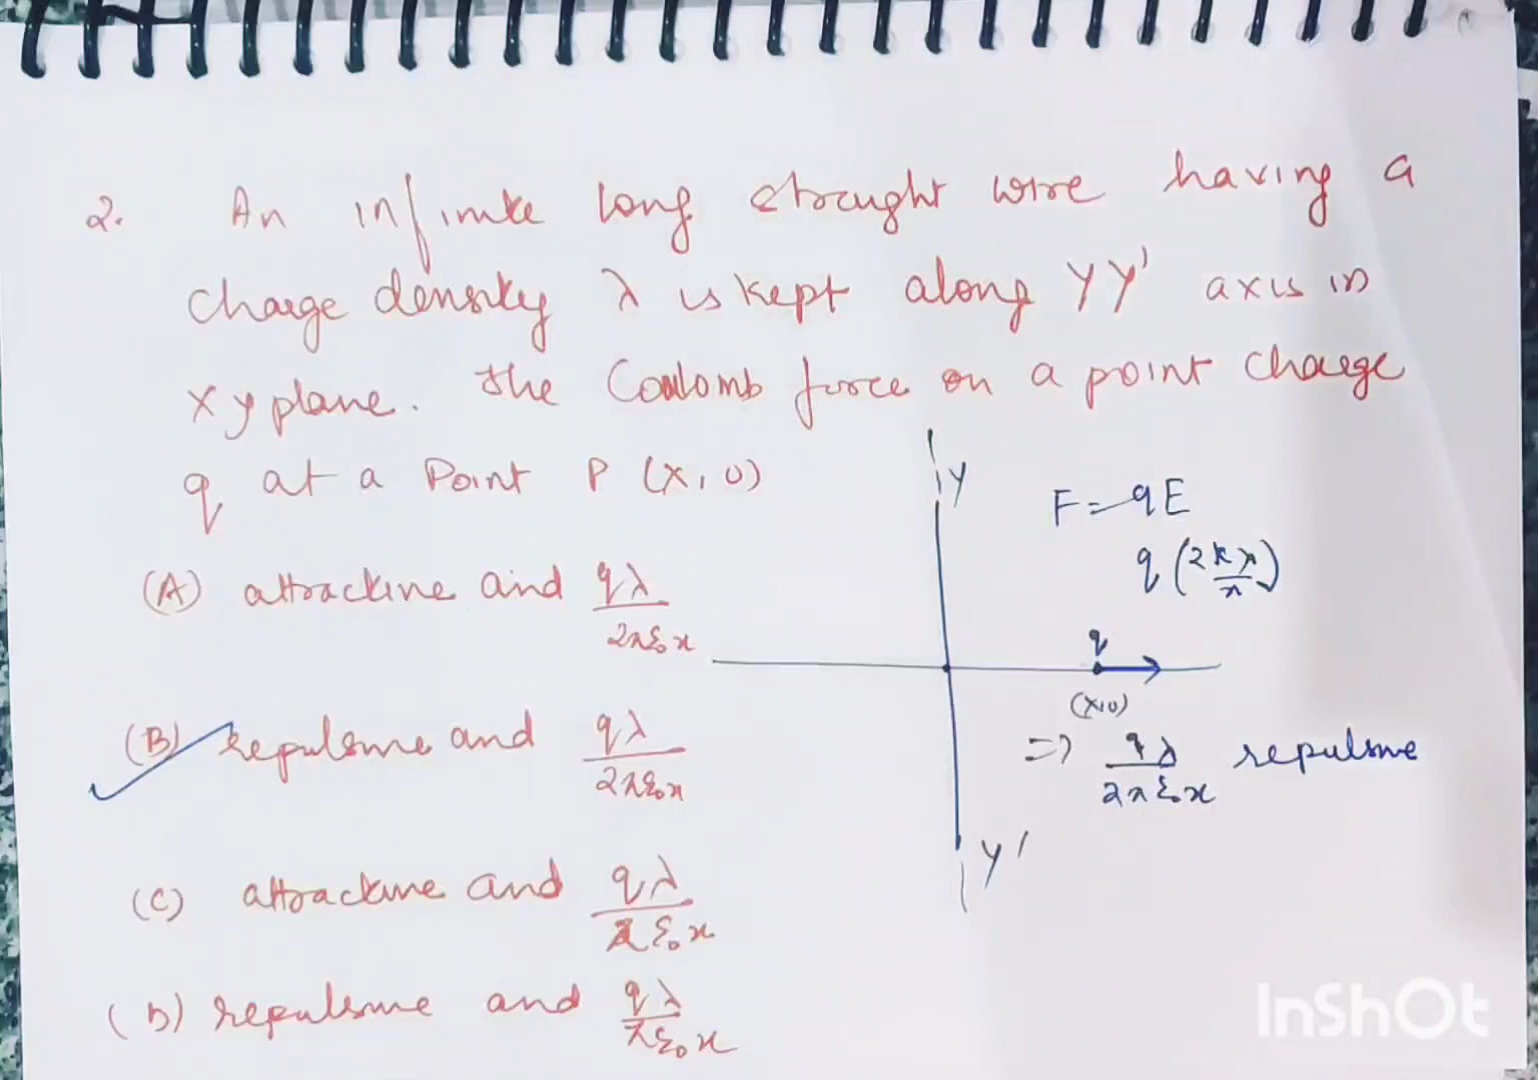 2. An infinite long straught wire having a
charge density λ is kept along YY' axis in
xy plane. The Coulomb force on a point charge
q at a Point P (x, 0)
(A) attractive and qλ/2πε₀x
(B) repulsive and qλ/2πε₀x
(C) attractive and qλ/πε₀x
(D) repulsive and qλ/πε₀x
y
F = qE
q (2kλ/x)
q
(x,0)
=> qλ/2πε₀x repulsive
y'
InShOt